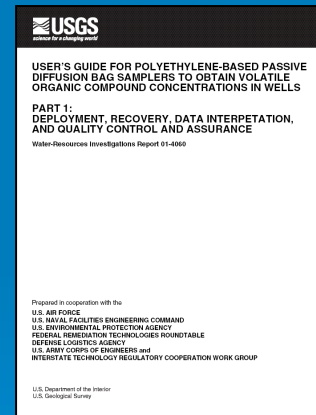 USGS
science for a changing world
USER'S GUIDE FOR POLYETHYLENE-BASED PASSIVE
DIFFUSION BAG SAMPLERS TO OBTAIN VOLATILE
ORGANIC COMPOUND CONCENTRATIONS IN WELLS
PART 1:
DEPLOYMENT, RECOVERY, DATA INTERPETATION,
AND QUALITY CONTROL AND ASSURANCE
Water-Resources Investigations Report 01-4060
Prepared in cooperation with the
U.S. AIR FORCE
U.S. NAVAL FACILITIES ENGINEERING COMMAND
U.S. ENVIRONMENTAL PROTECTION AGENCY
FEDERAL REMEDIATION TECHNOLOGIES ROUNDTABLE
DEFENSE LOGISTICS AGENCY
U.S. ARMY CORPS OF ENGINEERS and
INTERSTATE TECHNOLOGY REGULATORY COOPERATION WORK GROUP
U.S. Department of the Interior
U.S. Geological Survey